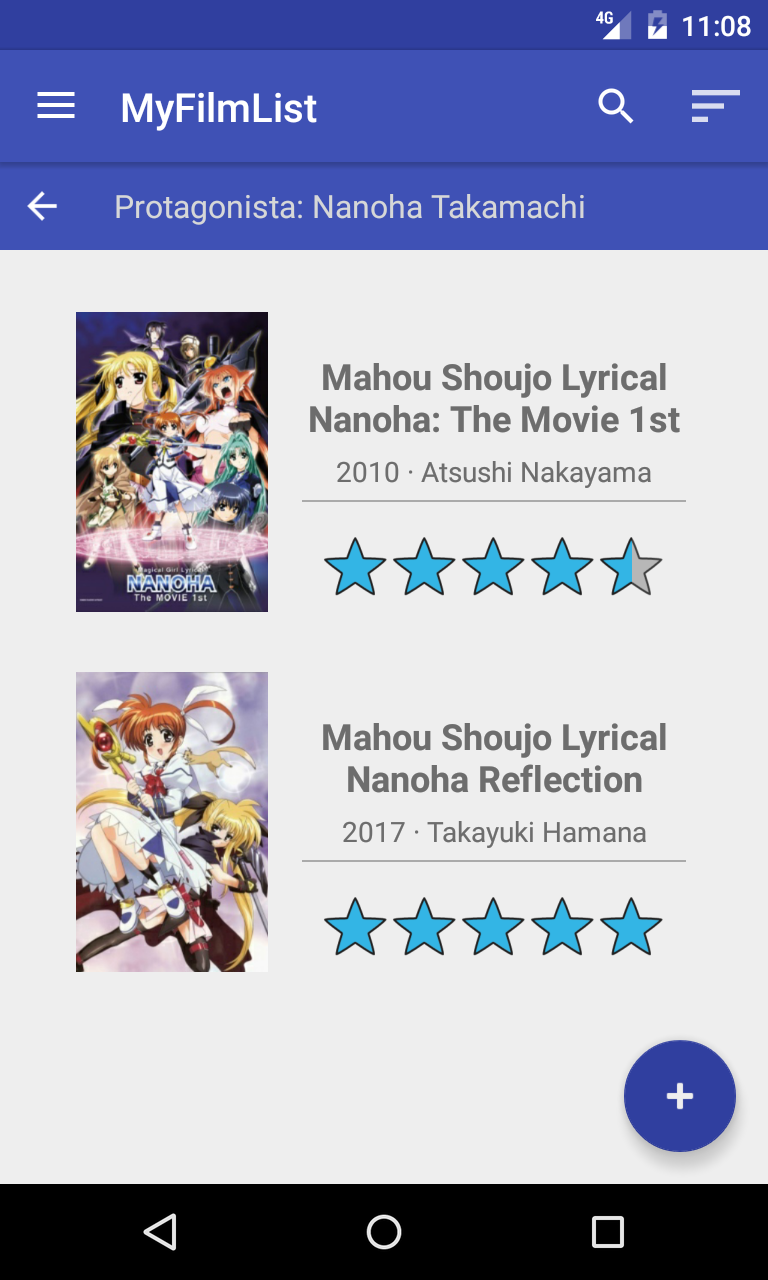 4G 11:08
MyFilmList
Protagonista: Nanoha Takamachi
Magical Girl Lyrical
NANOHA
The MOVIE 1st
Mahou Shoujo Lyrical
Nanoha: The Movie 1st
2010 · Atsushi Nakayama
Mahou Shoujo Lyrical
Nanoha Reflection
2017 · Takayuki Hamana